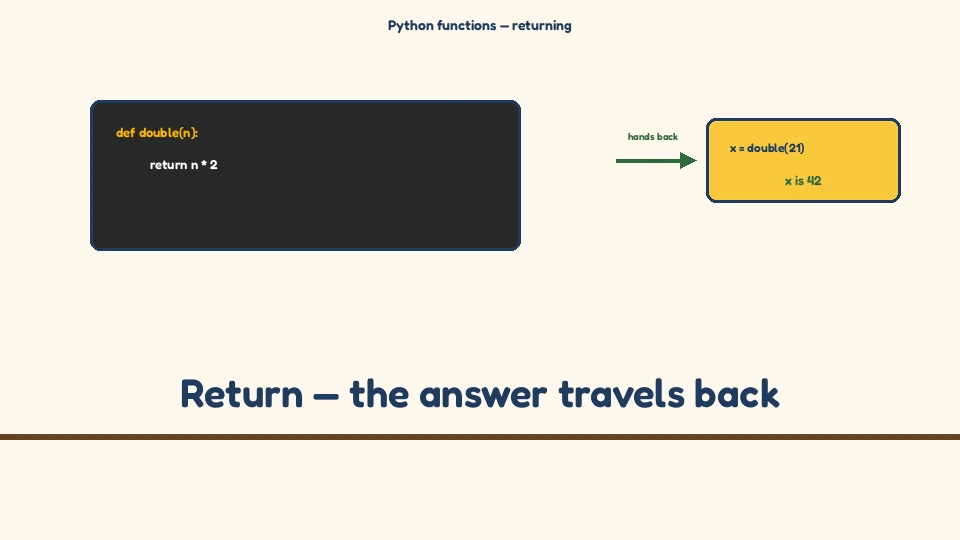 Python functions — returning
def double(n):
return n * 2
hands back
x = double(21)
x is 42
Return — the answer travels back